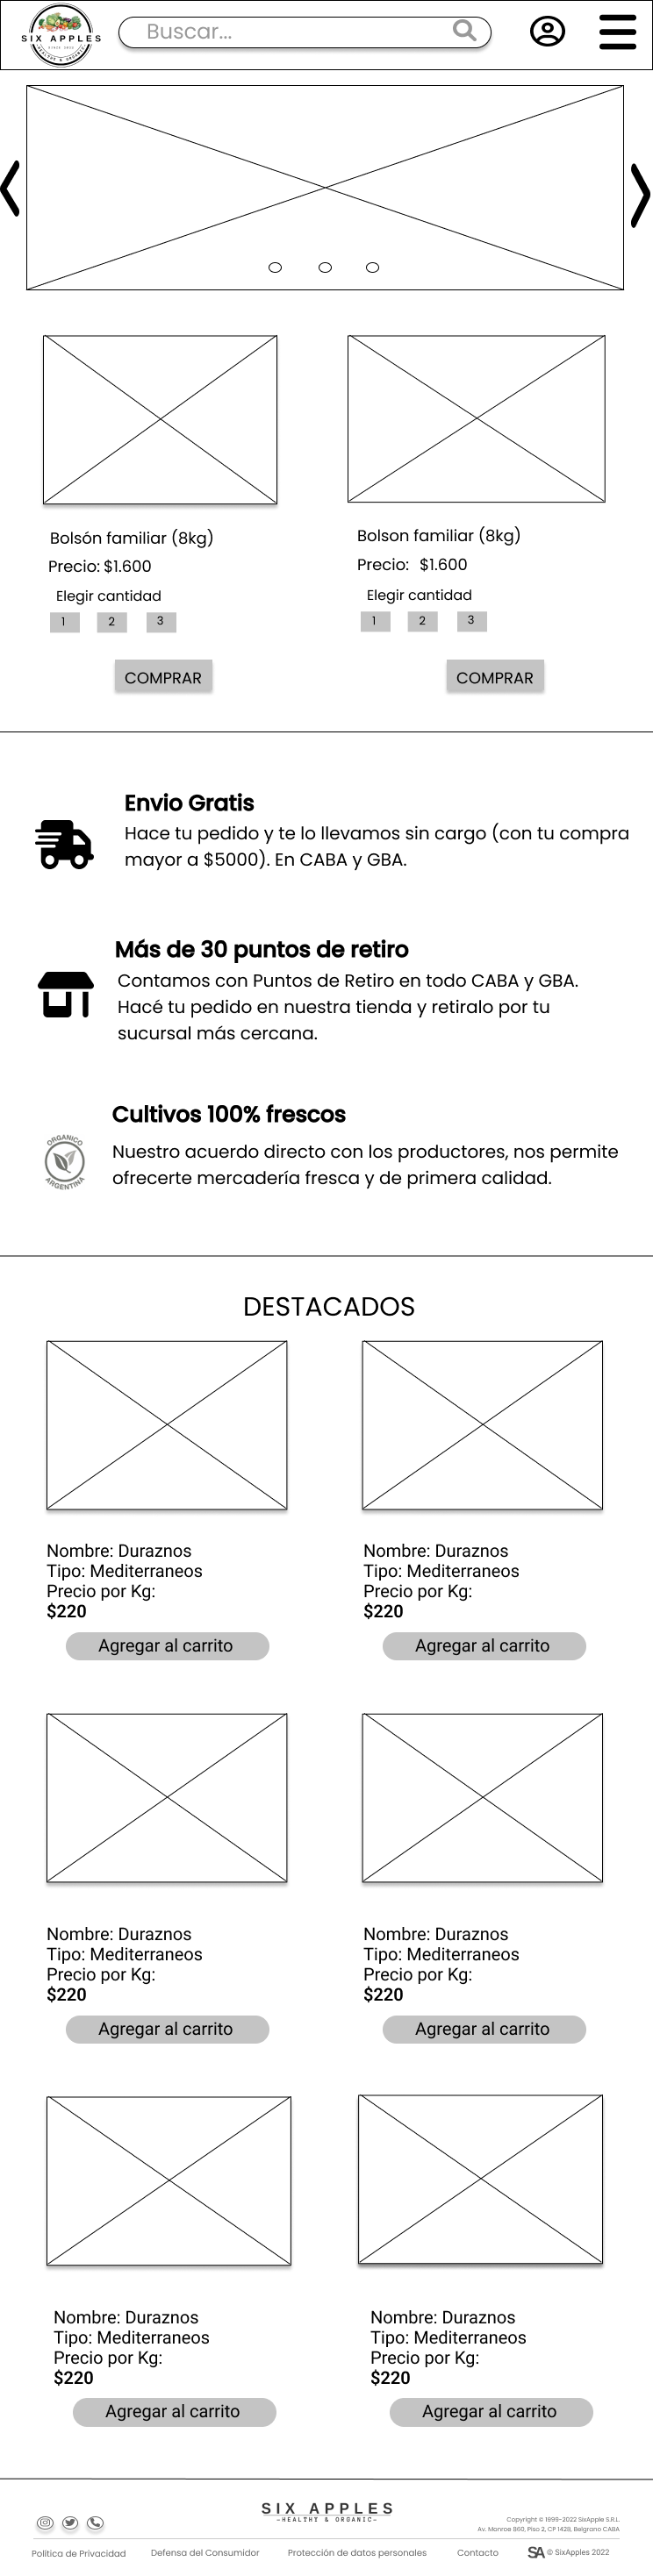 SIX APPLES
SINCE 1999
HEALTHY & ORGANIC
Buscar...
Bolsón familiar (8kg)
Precio: $1.600
Elegir cantidad
1 2 3
COMPRAR
Bolson familiar (8kg)
Precio: $1.600
Elegir cantidad
1 2 3
COMPRAR
Envio Gratis
Hace tu pedido y te lo llevamos sin cargo (con tu compra
mayor a $5000). En CABA y GBA.
Más de 30 puntos de retiro
Contamos con Puntos de Retiro en todo CABA y GBA.
Hacé tu pedido en nuestra tienda y retiralo por tu
sucursal más cercana.
ORGANICO
ARGENTINA
Cultivos 100% frescos
Nuestro acuerdo directo con los productores, nos permite
ofrecerte mercadería fresca y de primera calidad.
DESTACADOS
Nombre: Duraznos
Tipo: Mediterraneos
Precio por Kg:
$220
Agregar al carrito
Nombre: Duraznos
Tipo: Mediterraneos
Precio por Kg:
$220
Agregar al carrito
Nombre: Duraznos
Tipo: Mediterraneos
Precio por Kg:
$220
Agregar al carrito
Nombre: Duraznos
Tipo: Mediterraneos
Precio por Kg:
$220
Agregar al carrito
Nombre: Duraznos
Tipo: Mediterraneos
Precio por Kg:
$220
Agregar al carrito
Nombre: Duraznos
Tipo: Mediterraneos
Precio por Kg:
$220
Agregar al carrito
SIX APPLES
-HEALTHY & ORGANIC-
Copyright © 1999-2022 SixApple S.R.L.
Av. Monroe 860, Piso 2, CP 1428, Belgrano CABA
Política de Privacidad
Defensa del Consumidor
Protección de datos personales
Contacto
SA © SixApples 2022